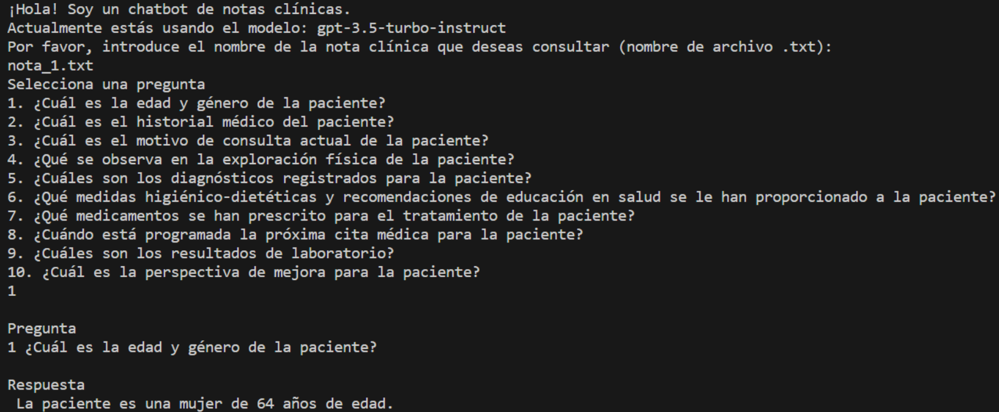 ¡Hola! Soy un chatbot de notas clínicas.
Actualmente estás usando el modelo: gpt-3.5-turbo-instruct
Por favor, introduce el nombre de la nota clínica que deseas consultar (nombre de archivo .txt):
nota_1.txt
Selecciona una pregunta
1. ¿Cuál es la edad y género de la paciente?
2. ¿Cuál es el historial médico del paciente?
3. ¿Cuál es el motivo de consulta actual de la paciente?
4. ¿Qué se observa en la exploración física de la paciente?
5. ¿Cuáles son los diagnósticos registrados para la paciente?
6. ¿Qué medidas higiénico-dietéticas y recomendaciones de educación en salud se le han proporcionado a la paciente?
7. ¿Qué medicamentos se han prescrito para el tratamiento de la paciente?
8. ¿Cuándo está programada la próxima cita médica para la paciente?
9. ¿Cuáles son los resultados de laboratorio?
10. ¿Cuál es la perspectiva de mejora para la paciente?
1
Pregunta
1 ¿Cuál es la edad y género de la paciente?
Respuesta
La paciente es una mujer de 64 años de edad.